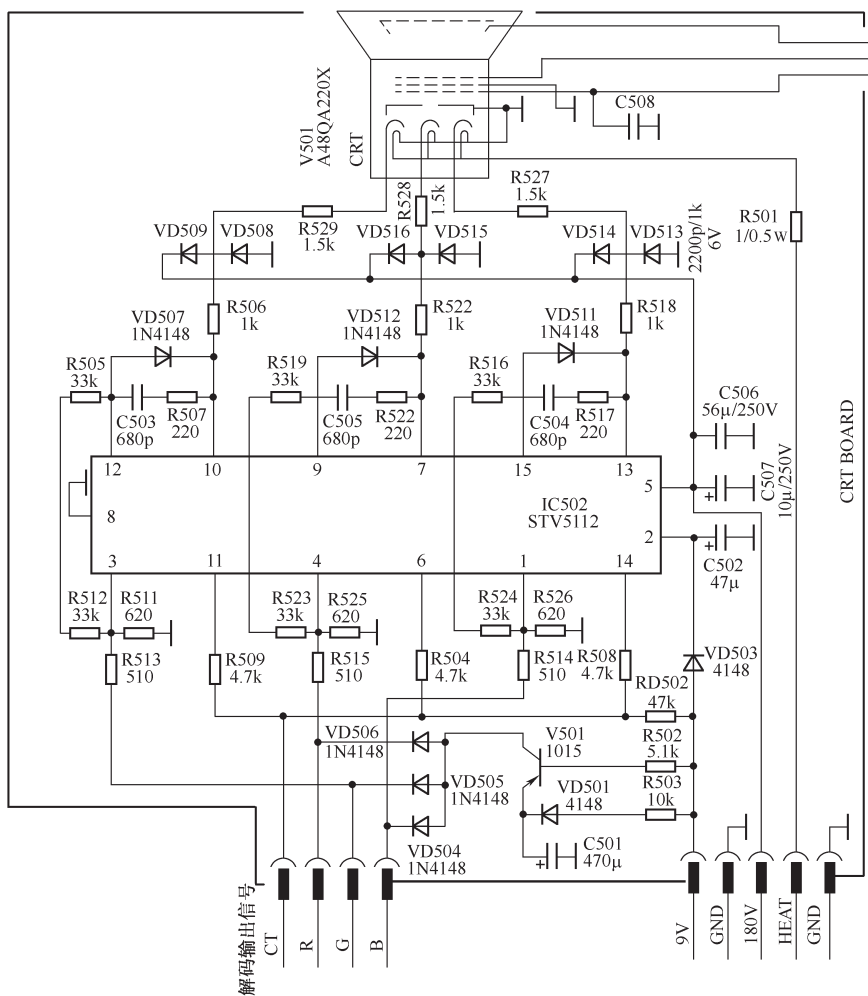 V501
A48QA220X
CRT
C508
R528
1.5k
R527
1.5k
R529
1.5k
VD509
VD508
VD516
VD515
VD514
VD513
2200p/1k
6V
R501
1/0.5W
VD507
1N4148
R506
1k
VD512
1N4148
R522
1k
VD511
1N4148
R518
1k
R505
33k
C503
680p
R507
220
R519
33k
C505
680p
R522
220
R516
33k
C504
680p
R517
220
C506
56μ/250V
C507
10μ/250V
CRT BOARD
12
10
9
7
15
13
5
8
IC502
STV5112
2
3
11
4
6
1
14
+
+
C502
47μ
R512
33k
R511
620
R523
33k
R525
620
R524
33k
R526
620
R513
510
R509
4.7k
R515
510
R504
4.7k
R514
510
R508
4.7k
VD503
4148
RD502
47k
VD506
1N4148
V501
1015
R502
5.1k
VD505
1N4148
VD501
4148
R503
10k
VD504
1N4148
C501
470μ
+
解码输出信号
CT
R
G
B
9V
GND
180V
HEAT
GND